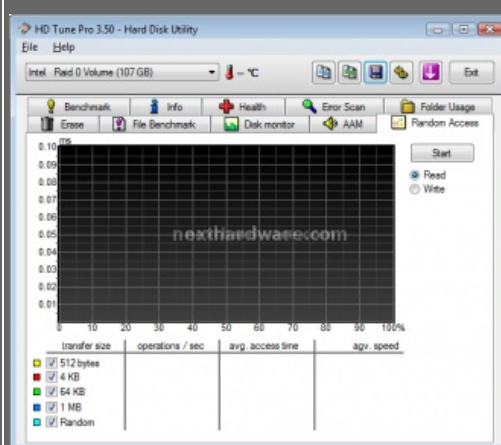 HD Tune Pro 3.50 - Hard Disk Utility
File Help
Intel Raid 0 Volume (107 GB) - °C Exit
Benchmark Info Health Error Scan Folder Usage
Erase File Benchmark Disk monitor AAM Random Access
ms
0.10
0.09
0.08
0.07
0.06
0.05
0.04
0.03
0.02
0.01
0 10 20 30 40 50 60 70 80 90 100%
nexthardware.com
Start
Read
Write
transfer size operations / sec avg. access time agv. speed
512 bytes
4 KB
64 KB
1 MB
Random